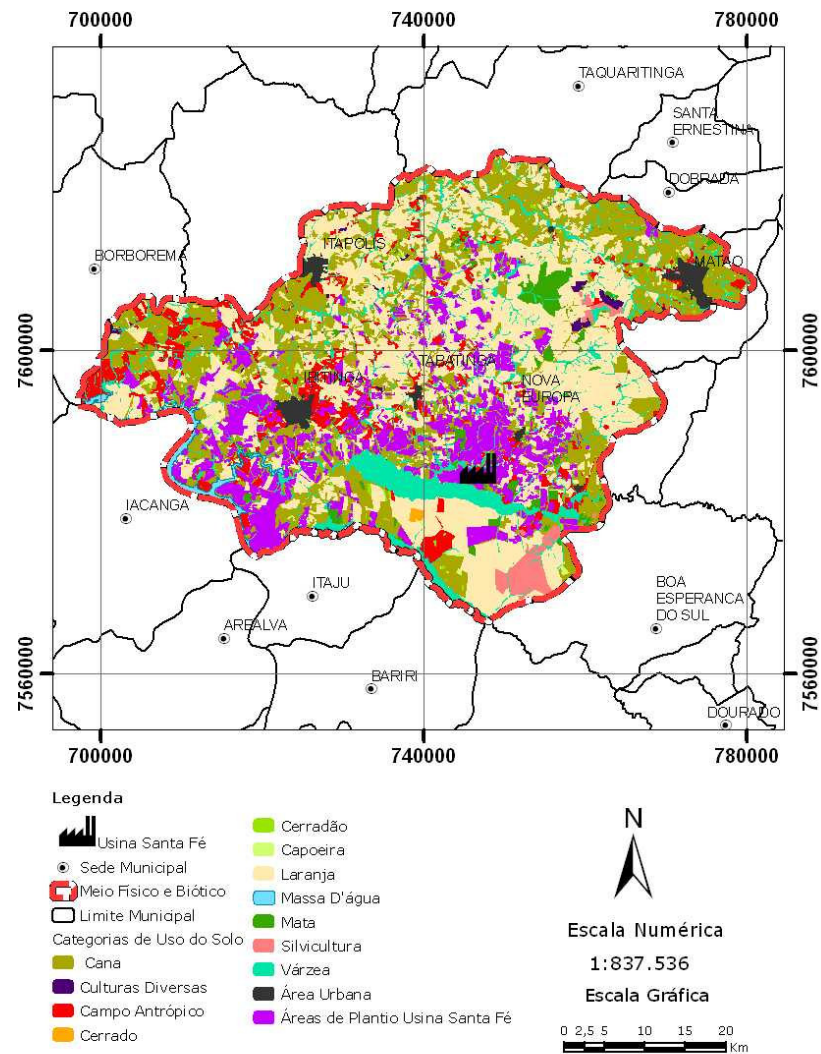 700000 740000 780000
TAQUARITINGA
SANTA
ERNESTINA
DOBRADA
ITAPOLIS
BORBOREMA
MATAO
7600000 7600000
TABATINGA
IBITINGA
NOVA
EUROPA
IACANGA
ITAJU
BOA
ESPERANCA
DO SUL
AREALVA
7560000 7560000
BARIRI
DOURADO
700000 740000 780000
Legenda
Usina Santa Fé
Sede Municipal
Meio Físico e Biótico
Limite Municipal
Categorias de Uso do Solo
Cana
Culturas Diversas
Campo Antrópico
Cerrado
Cerradão
Capoeira
Laranja
Massa D'água
Mata
Silvicultura
Várzea
Área Urbana
Áreas de Plantio Usina Santa Fé
N
Escala Numérica
1:837.536
Escala Gráfica
0 2,5 5 10 15 20
Km